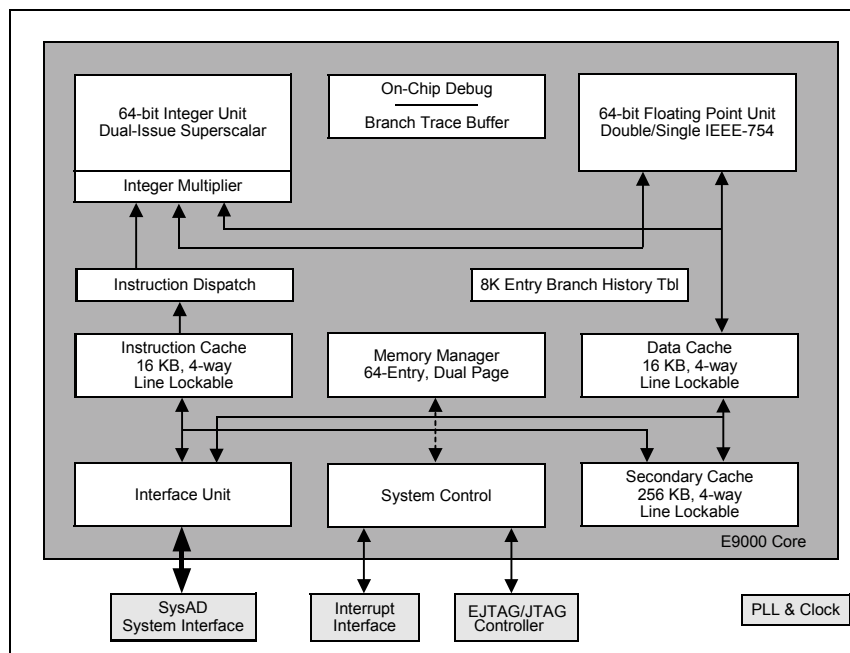 64-bit Integer Unit
Dual-Issue Superscalar
Integer Multiplier
On-Chip Debug
Branch Trace Buffer
64-bit Floating Point Unit
Double/Single IEEE-754
Instruction Dispatch
8K Entry Branch History Tbl
Instruction Cache
16 KB, 4-way
Line Lockable
Memory Manager
64-Entry, Dual Page
Data Cache
16 KB, 4-way
Line Lockable
Interface Unit
System Control
Secondary Cache
256 KB, 4-way
Line Lockable
E9000 Core
SysAD
System Interface
Interrupt
Interface
EJTAG/JTAG
Controller
PLL & Clock